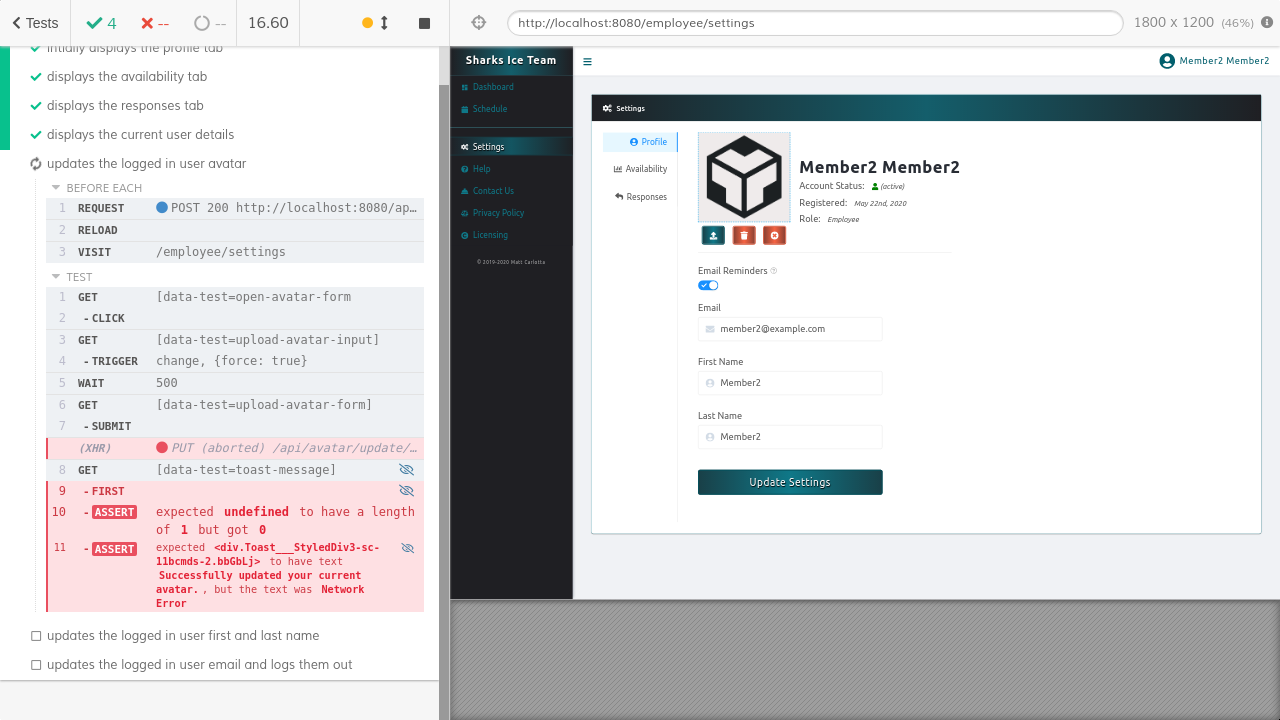 Tests
4
--
--
16.60
http://localhost:8080/employee/settings
1800 x 1200 (46%)
intially displays the profile tab
displays the availability tab
displays the responses tab
displays the current user details
updates the logged in user avatar
BEFORE EACH
1 REQUEST POST 200 http://localhost:8080/ap…
2 RELOAD
3 VISIT /employee/settings
TEST
1 GET [data-test=open-avatar-form
2 -CLICK
3 GET [data-test=upload-avatar-input]
4 -TRIGGER change, {force: true}
5 WAIT 500
6 GET [data-test=upload-avatar-form]
7 -SUBMIT
(XHR) PUT (aborted) /api/avatar/update/…
8 GET [data-test=toast-message]
9 -FIRST
10 -ASSERT expected undefined to have a length
of 1 but got 0
11 -ASSERT expected <div.Toast___StyledDiv3-sc-
11bcmds-2.bbGbLj> to have text
Successfully updated your current
avatar. , but the text was Network
Error
updates the logged in user first and last name
updates the logged in user email and logs them out
Sharks Ice Team
Dashboard
Schedule
Settings
Help
Contact Us
Privacy Policy
Licensing
© 2019-2020 Matt Carlotta
Member2 Member2
Settings
Profile
Availability
Responses
Member2 Member2
Account Status: (active)
Registered: May 22nd, 2020
Role: Employee
Email Reminders
Email
member2@example.com
First Name
Member2
Last Name
Member2
Update Settings